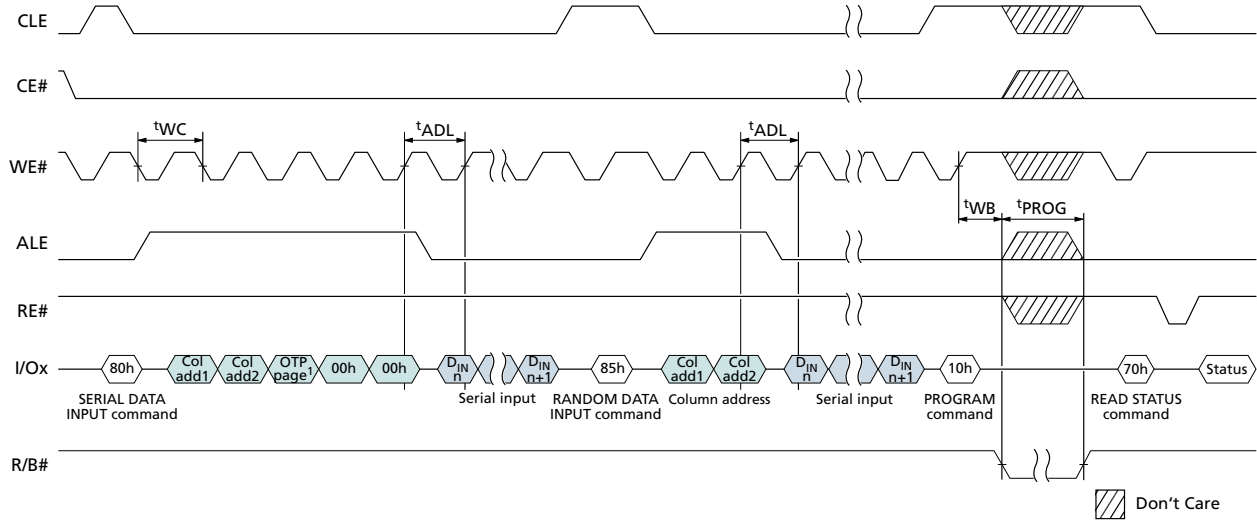 CLE
CE#
tWC
tADL
tADL
WE#
tWB
tPROG
ALE
RE#
I/Ox
80h
Col add1
Col add2
OTP page1
00h
00h
DIN n
DIN n+1
85h
Col add1
Col add2
DIN n
DIN n+1
10h
70h
Status
SERIAL DATA
INPUT command
Serial input
RANDOM DATA
INPUT command
Column address
Serial input
PROGRAM
command
READ STATUS
command
R/B#
Don't Care